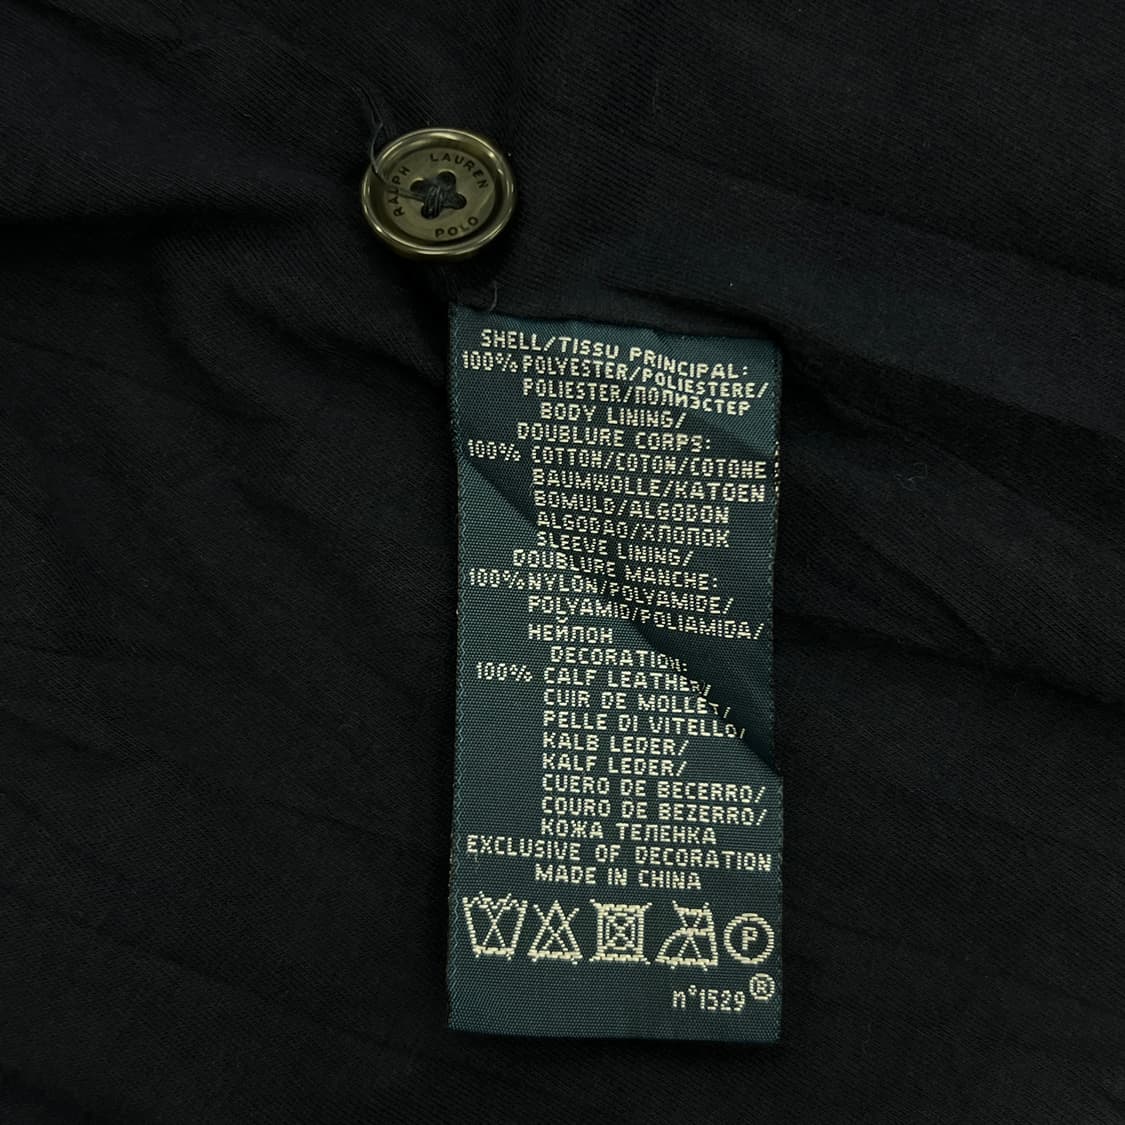 RALPH LAUREN
POLO
SHELL/TISSU PRINCIPAL:
100% POLYESTER/POLIESTERE/
POLIESTER/ПОЛИЭСТЕР
BODY LINING/
DOUBLURE CORPS:
100% COTTON/COTON/COTONE
BAUMWOLLE/KATOEN
BOMULD/ALGODON
ALGODAO/ХЛОПОК
SLEEVE LINING/
DOUBLURE MANCHE:
100% NYLON/POLYAMIDE/
POLYAMID/POLIAMIDA/
НЕЙЛОН
DECORATION:
100% CALF LEATHER/
CUIR DE MOLLET/
PELLE DI VITELLO/
KALB LEDER/
KALF LEDER/
CUERO DE BECERRO/
COURO DE BEZERRO/
КОЖА ТЕЛЕНКА
EXCLUSIVE OF DECORATION
MADE IN CHINA
P
n°1529®